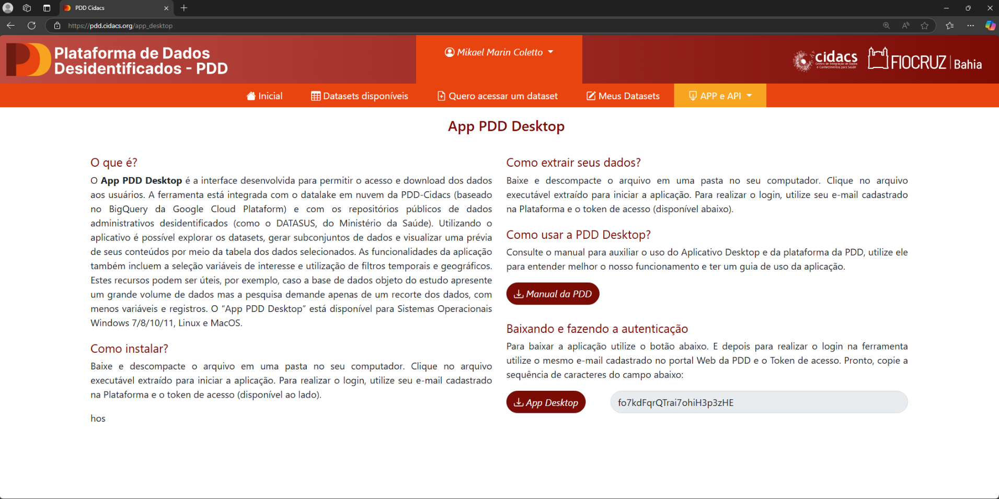 PDD Cidacs
https://pdd.cidacs.org/app_desktop
Plataforma de Dados
Desidentificados - PDD
Mikael Marin Coletto
cidacs
Centro de Integração de Dados
e Conhecimentos para Saúde
FIOCRUZ | Bahia
Inicial
Datasets disponíveis
Quero acessar um dataset
Meus Datasets
APP e API
App PDD Desktop
O que é?
O App PDD Desktop é a interface desenvolvida para permitir o acesso e download dos dados
aos usuários. A ferramenta está integrada com o datalake em nuvem da PDD-Cidacs (baseado
no BigQuery da Google Cloud Plataform) e com os repositórios públicos de dados
administrativos desidentificados (como o DATASUS, do Ministério da Saúde). Utilizando o
aplicativo é possível explorar os datasets, gerar subconjuntos de dados e visualizar uma prévia
de seus conteúdos por meio da tabela dos dados selecionados. As funcionalidades da aplicação
também incluem a seleção variáveis de interesse e utilização de filtros temporais e geográficos.
Estes recursos podem ser úteis, por exemplo, caso a base de dados objeto do estudo apresente
um grande volume de dados mas a pesquisa demande apenas de um recorte dos dados, com
menos variáveis e registros. O “App PDD Desktop” está disponível para Sistemas Operacionais
Windows 7/8/10/11, Linux e MacOS.
Como instalar?
Baixe e descompacte o arquivo em uma pasta no seu computador. Clique no arquivo
executável extraído para iniciar a aplicação. Para realizar o login, utilize seu e-mail cadastrado
na Plataforma e o token de acesso (disponível ao lado).
hos
Como extrair seus dados?
Baixe e descompacte o arquivo em uma pasta no seu computador. Clique no arquivo
executável extraído para iniciar a aplicação. Para realizar o login, utilize seu e-mail cadastrado
na Plataforma e o token de acesso (disponível abaixo).
Como usar a PDD Desktop?
Consulte o manual para auxiliar o uso do Aplicativo Desktop e da plataforma da PDD, utilize ele
para entender melhor o nosso funcionamento e ter um guia de uso da aplicação.
Manual da PDD
Baixando e fazendo a autenticação
Para baixar a aplicação utilize o botão abaixo. E depois para realizar o login na ferramenta
utilize o mesmo e-mail cadastrado no portal Web da PDD e o Token de acesso. Pronto, copie a
sequência de caracteres do campo abaixo:
App Desktop
fo7kdFqrQTrai7ohiH3p3zHE